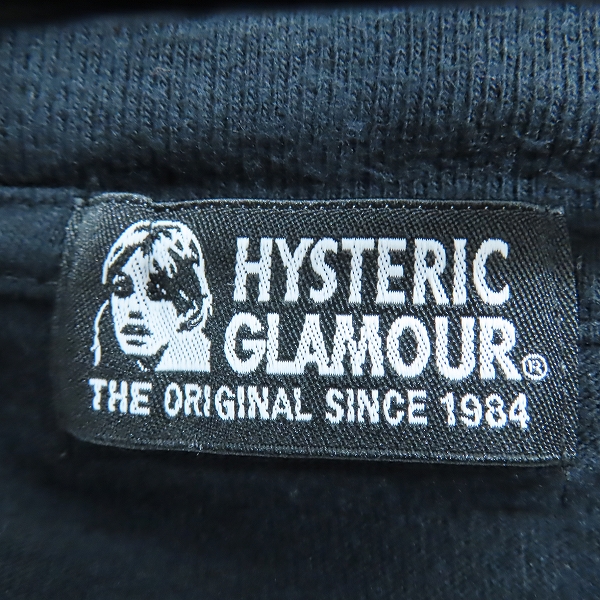 HYSTERIC
GLAMOUR®
THE ORIGINAL SINCE 1984